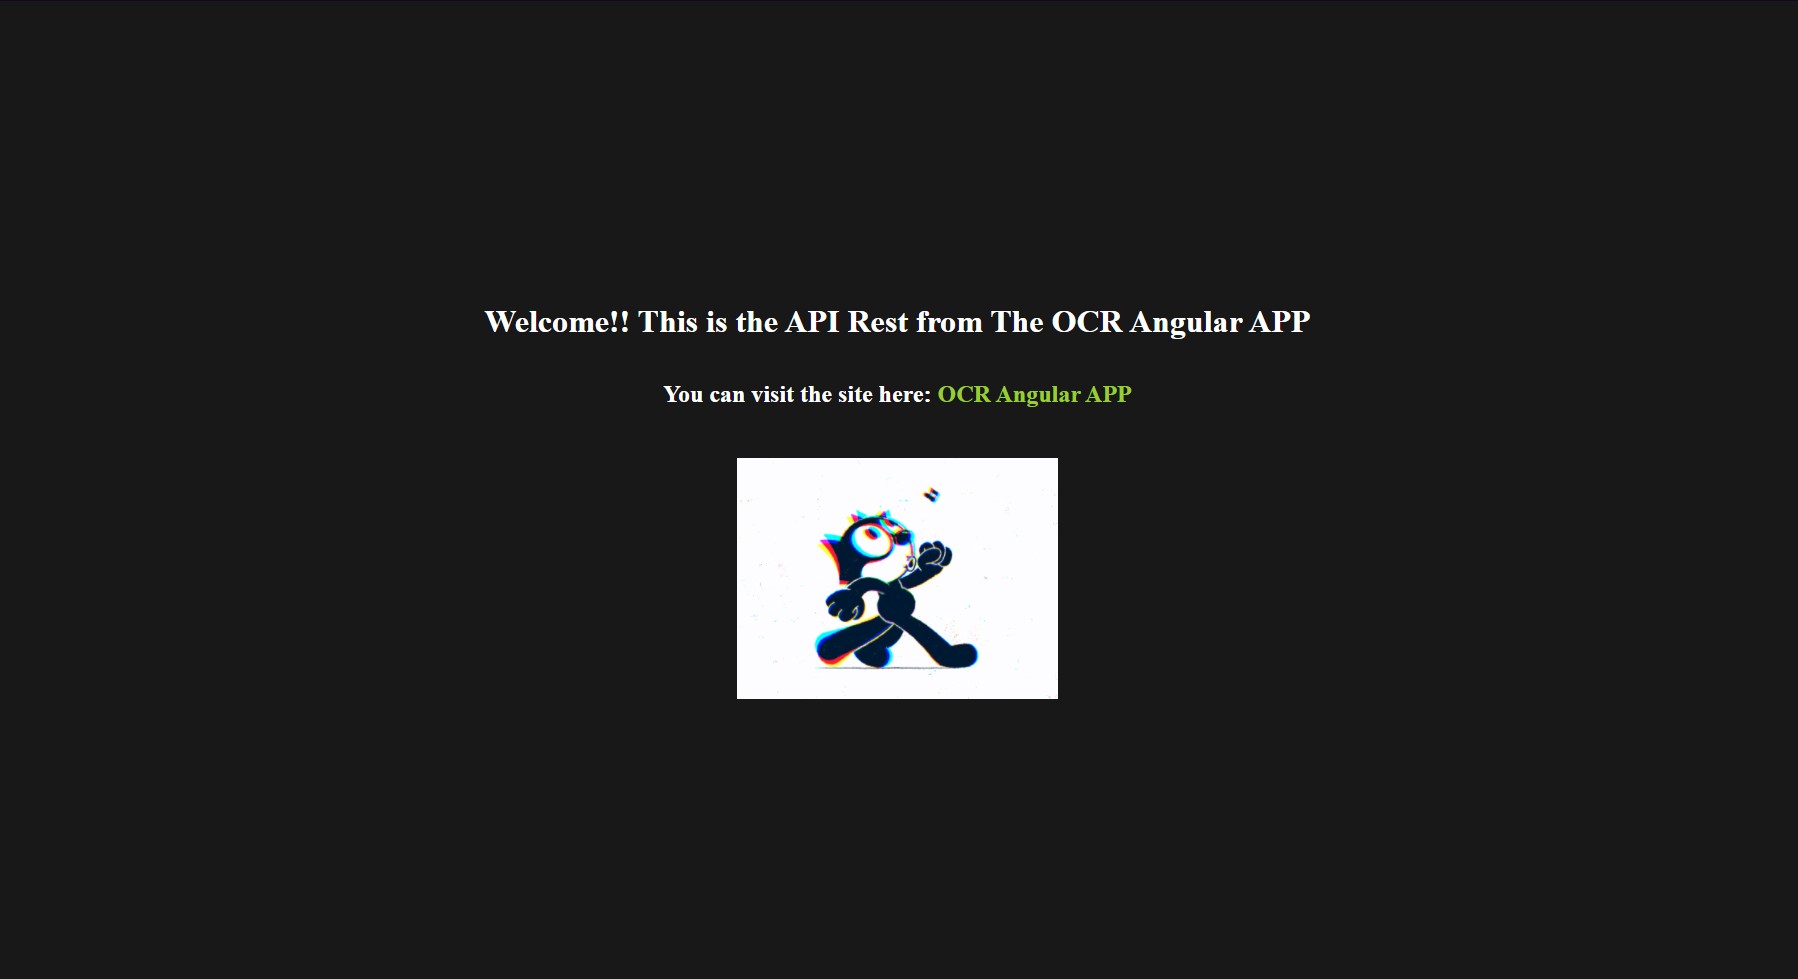 Welcome!! This is the API Rest from The OCR Angular APP
You can visit the site here: OCR Angular APP